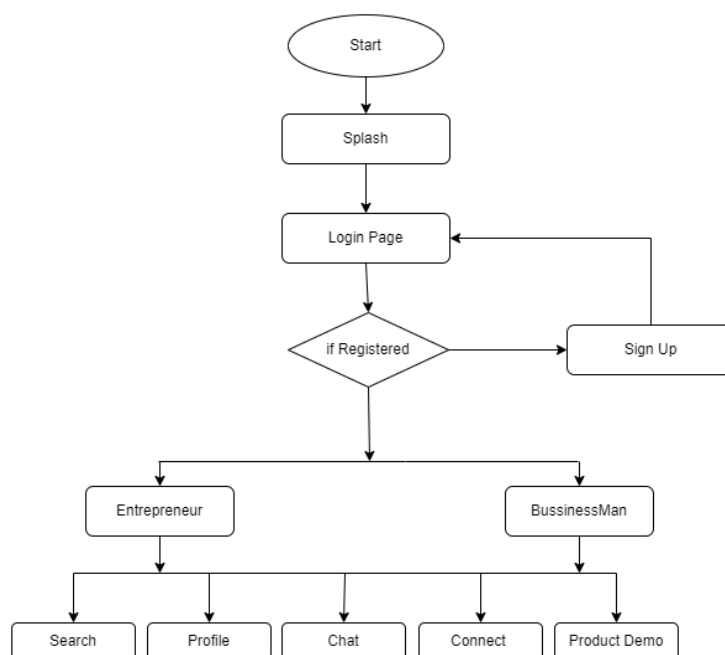 Start
Splash
Login Page
if Registered
Sign Up
Entrepreneur
BussinessMan
Search
Profile
Chat
Connect
Product Demo